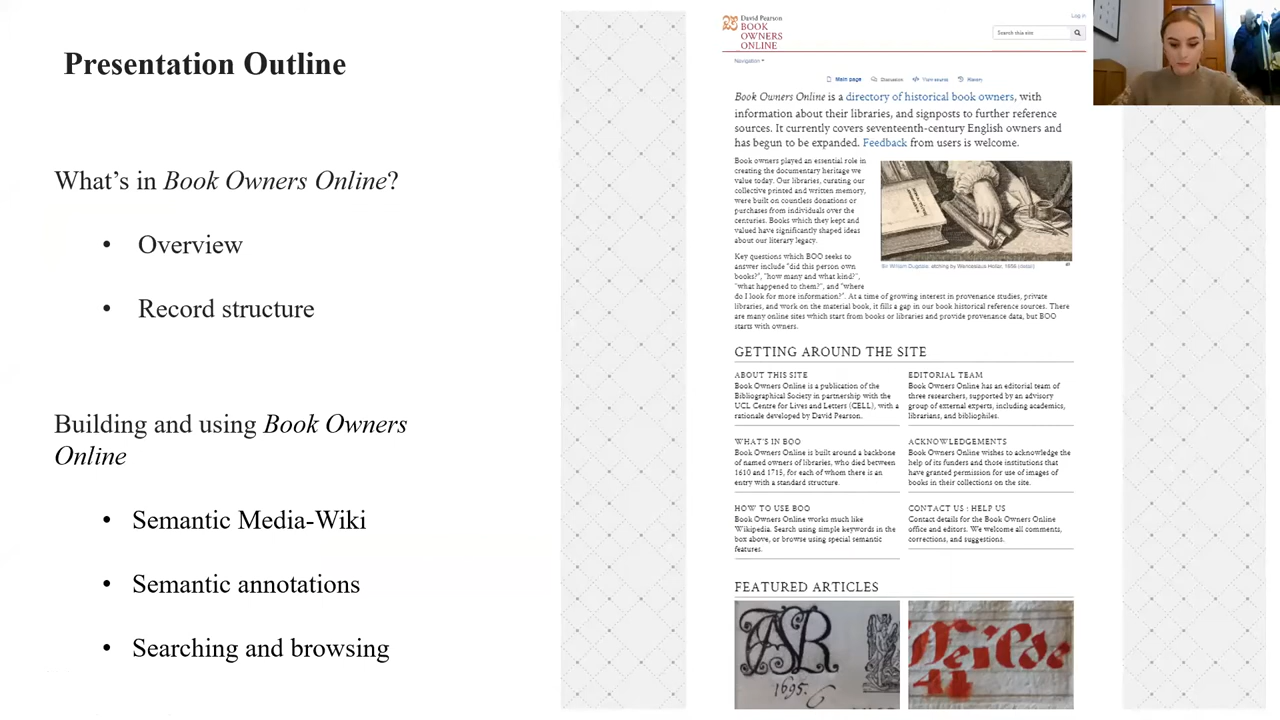 Presentation Outline
What's in Book Owners Online?
• Overview
• Record structure
Building and using Book Owners
Online
• Semantic Media-Wiki
• Semantic annotations
• Searching and browsing
David Pearson
BOOK
OWNERS
ONLINE
Log in
Search this site
Navigation
Main page
Discussion
View source
History
Book Owners Online is a directory of historical book owners, with
information about their libraries, and signposts to further reference
sources. It currently covers seventeenth-century English owners and
has begun to be expanded. Feedback from users is welcome.
Book owners played an essential role in
creating the documentary heritage we
value today. Our libraries, curating our
collective printed and written memory,
were built on countless donations or
purchases from individuals over the
centuries. Books which they kept and
valued have significantly shaped ideas
about our literary legacy.
Sir William Dugdale: etching by Wenceslaus Hollar, 1656 (detail)
Key questions which BOO seeks to
answer include "did this person own
books?", "how many and what kind?",
"what happened to them?", and "where
do I look for more information?". At a time of growing interest in provenance studies, private
libraries, and work on the material book, it fills a gap in our book historical reference sources. There
are many online sites which start from books or libraries and provide provenance data, but BOO
starts with owners.
GETTING AROUND THE SITE
ABOUT THIS SITE
Book Owners Online is a publication of the
Bibliographical Society in partnership with the
UCL Centre for Lives and Letters (CELL), with a
rationale developed by David Pearson.
EDITORIAL TEAM
Book Owners Online has an editorial team of
three researchers, supported by an advisory
group of external experts, including academics,
librarians, and bibliophiles.
WHAT'S IN BOO
Book Owners Online is built around a backbone
of named owners of libraries, who died between
1610 and 1715, for each of whom there is an
entry with a standard structure.
ACKNOWLEDGEMENTS
Book Owners Online wishes to acknowledge the
help of its funders and those institutions that
have granted permission for use of images of
books in their collections on the site.
HOW TO USE BOO
Book Owners Online works much like
Wikipedia. Search using simple keywords in the
box above, or browse using special semantic
features.
CONTACT US : HELP US
Contact details for the Book Owners Online
office and editors. We welcome all comments,
corrections, and suggestions.
FEATURED ARTICLES
AR
1695.